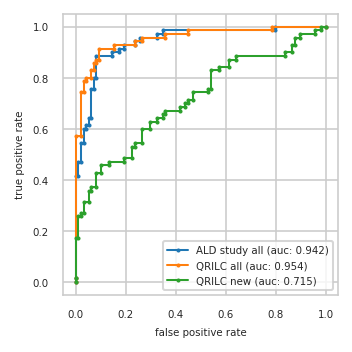 1.0
0.8
0.6
0.4
0.2
0.0
true positive rate
ALD study all (auc: 0.942)
QRILC all (auc: 0.954)
QRILC new (auc: 0.715)
0.0 0.2 0.4 0.6 0.8 1.0
false positive rate